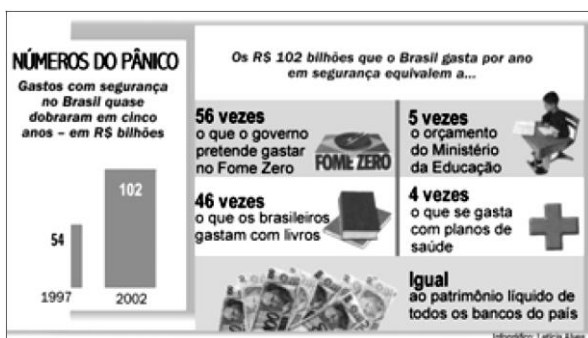 NÚMEROS DO PÂNICO
Gastos com segurança
no Brasil quase
dobraram em cinco
anos – em R$ bilhões
54
102
1997
2002
Os R$ 102 bilhões que o Brasil gasta por ano
em segurança equivalem a...
56 vezes
o que o governo
pretende gastar
no Fome Zero
FOME ZERO
5 vezes
o orçamento
do Ministério
da Educação
46 vezes
o que os brasileiros
gastam com livros
4 vezes
o que se gasta
com planos de
saúde
Igual
ao patrimônio líquido de
todos os bancos do país
Infográfico: Letícia Alves